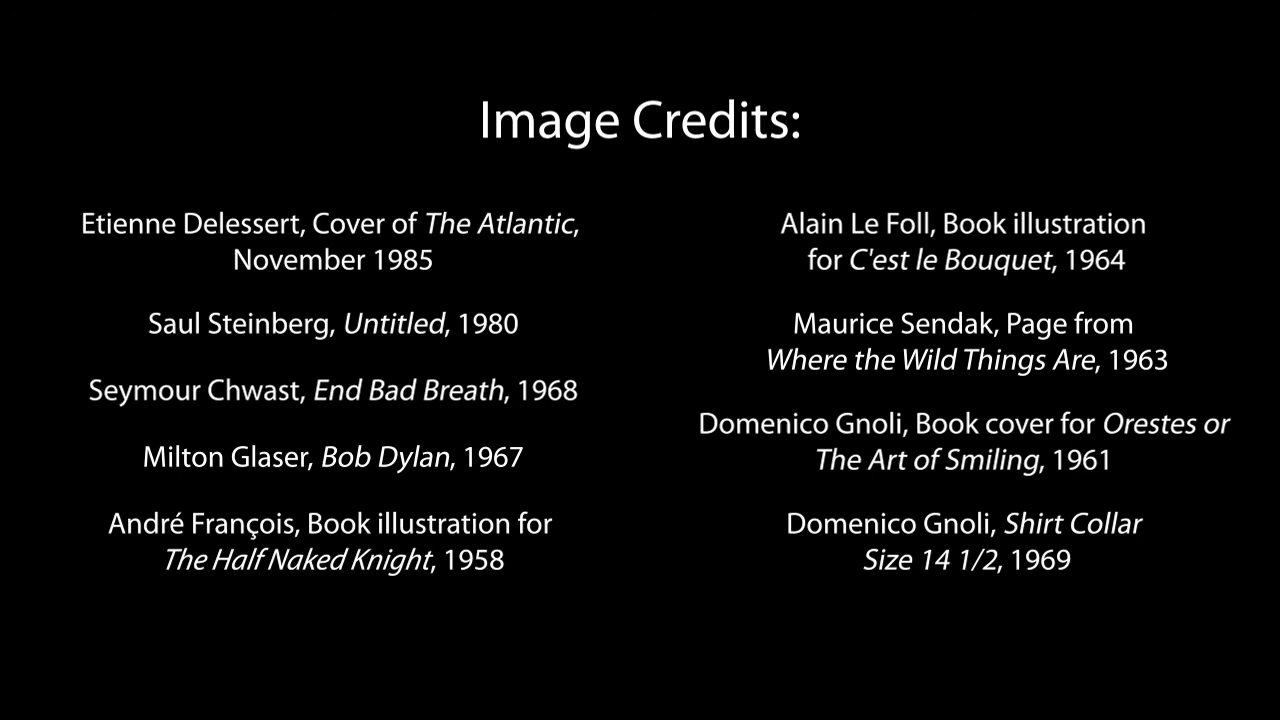 Image Credits:
Etienne Delessert, Cover of The Atlantic,
November 1985
Saul Steinberg, Untitled, 1980
Seymour Chwast, End Bad Breath, 1968
Milton Glaser, Bob Dylan, 1967
André François, Book illustration for
The Half Naked Knight, 1958
Alain Le Foll, Book illustration
for C'est le Bouquet, 1964
Maurice Sendak, Page from
Where the Wild Things Are, 1963
Domenico Gnoli, Book cover for Orestes or
The Art of Smiling, 1961
Domenico Gnoli, Shirt Collar
Size 14 1/2, 1969